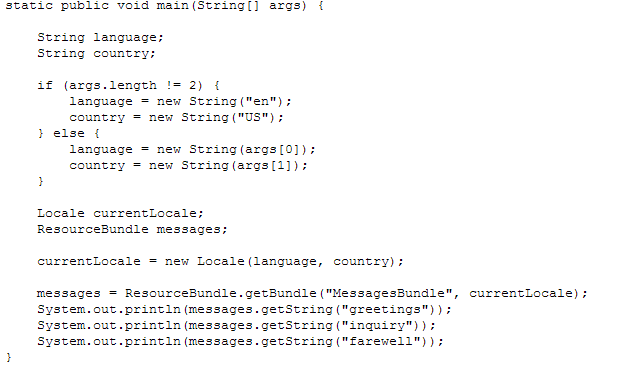 static public void main(String[] args) {
String language;
String country;
if (args.length != 2) {
language = new String("en");
country = new String("US");
} else {
language = new String(args[0]);
country = new String(args[1]);
}
Locale currentLocale;
ResourceBundle messages;
currentLocale = new Locale(language, country);
messages = ResourceBundle.getBundle("MessagesBundle", currentLocale);
System.out.println(messages.getString("greetings"));
System.out.println(messages.getString("inquiry"));
System.out.println(messages.getString("farewell"));
}